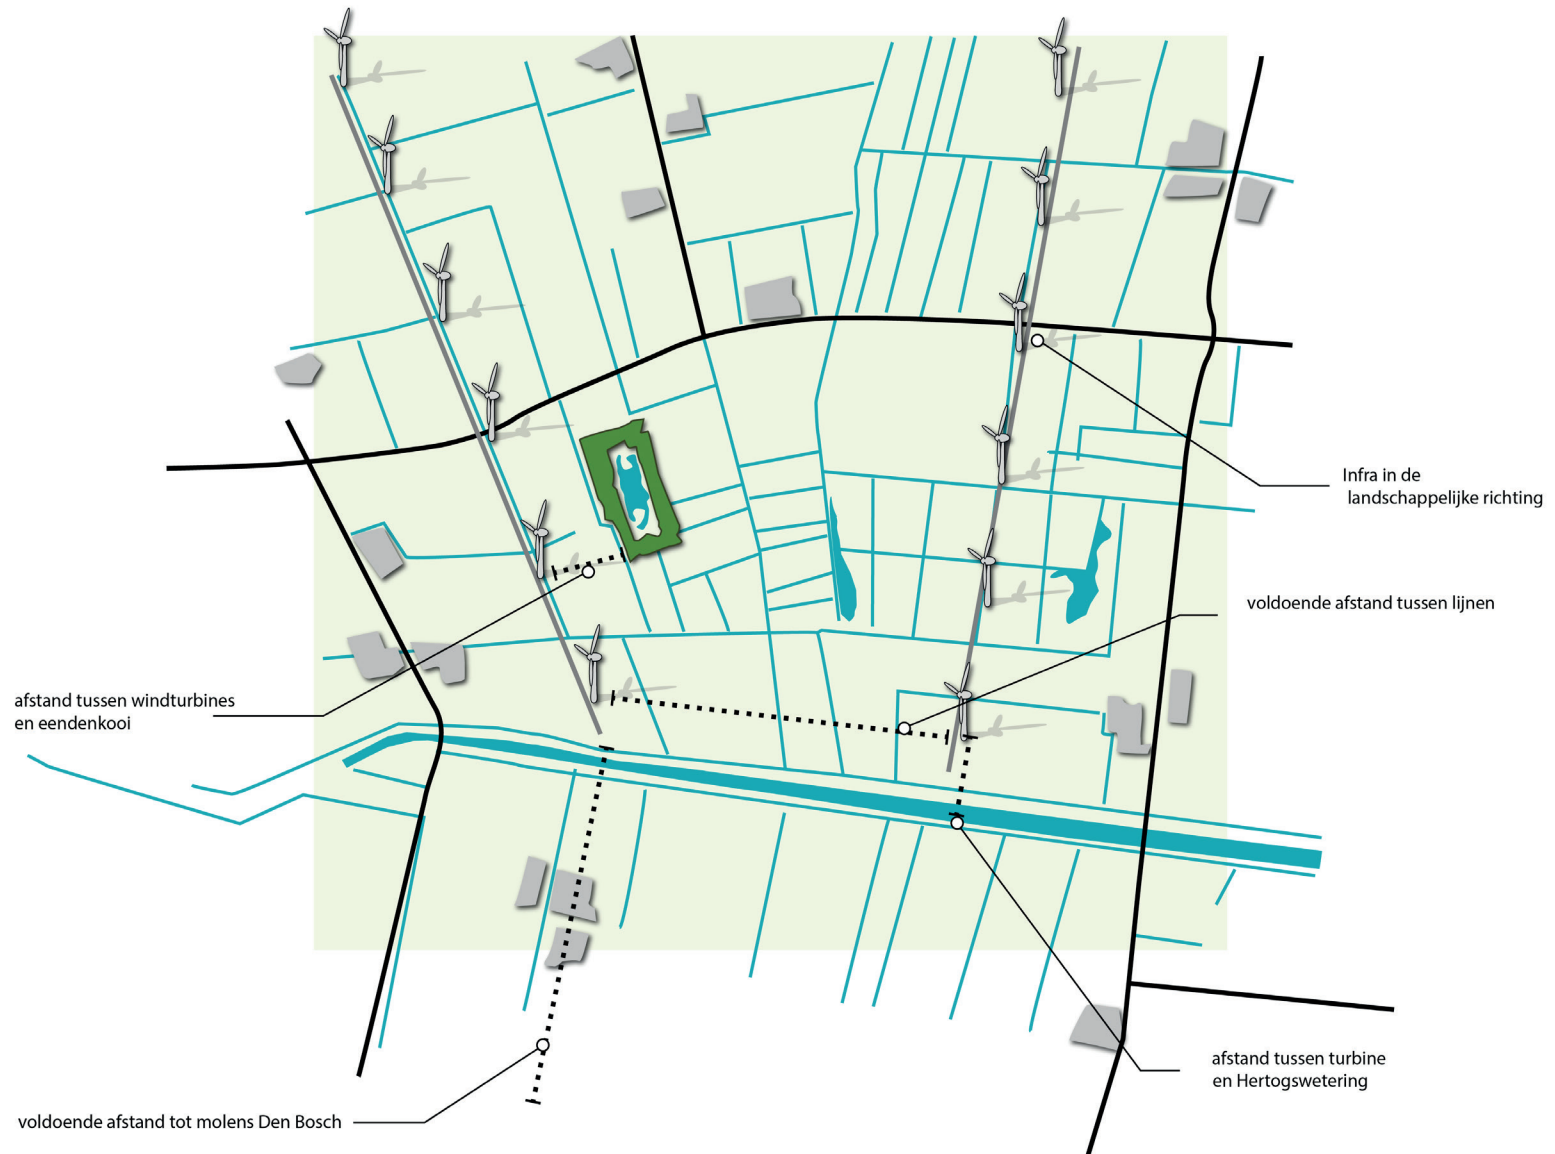 Infra in de
landschappelijke richting
voldoende afstand tussen lijnen
afstand tussen windturbines
en eendenkooi
afstand tussen turbine
en Hertogswetering
voldoende afstand tot molens Den Bosch